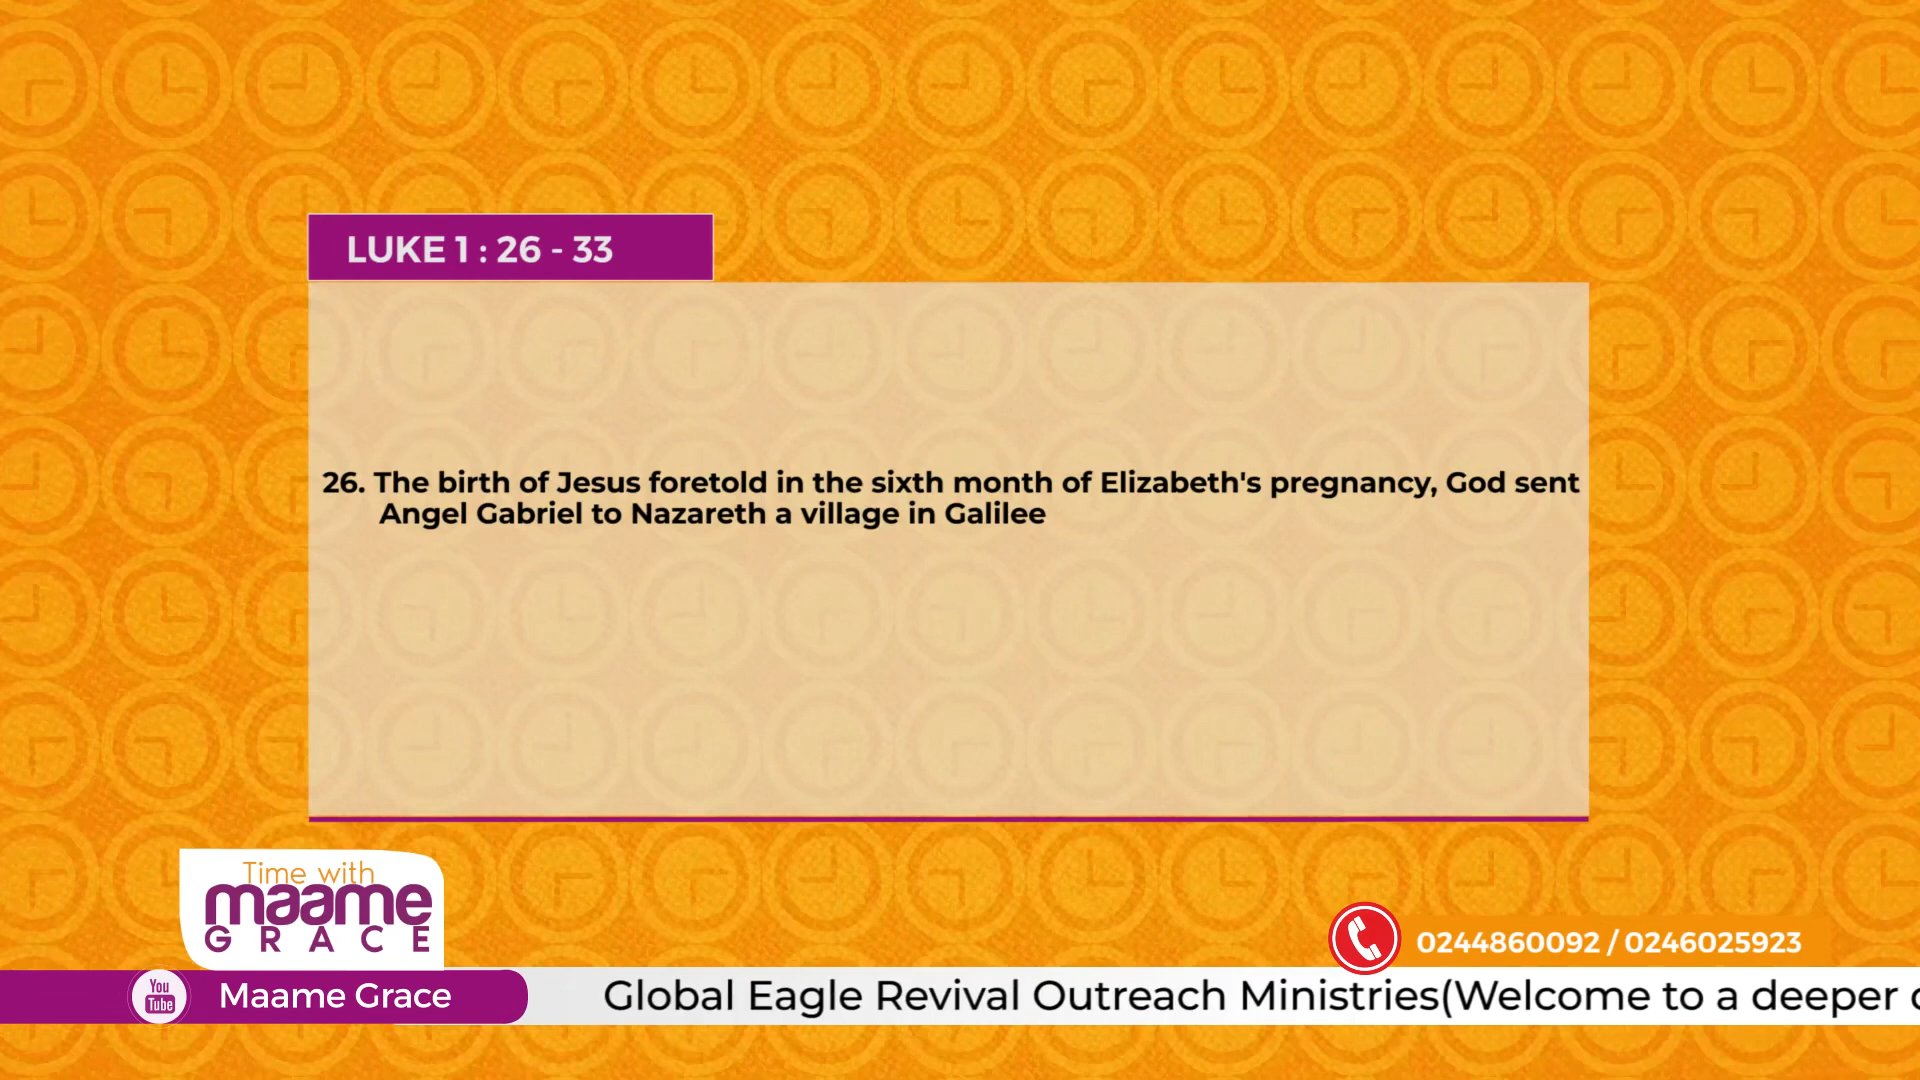 LUKE 1 : 26 - 33
26. The birth of Jesus foretold in the sixth month of Elizabeth's pregnancy, God sent
Angel Gabriel to Nazareth a village in Galilee
Time with
maame
GRACE
0244860092 / 0246025923
You
Tube
Maame Grace
Global Eagle Revival Outreach Ministries(Welcome to a deeper